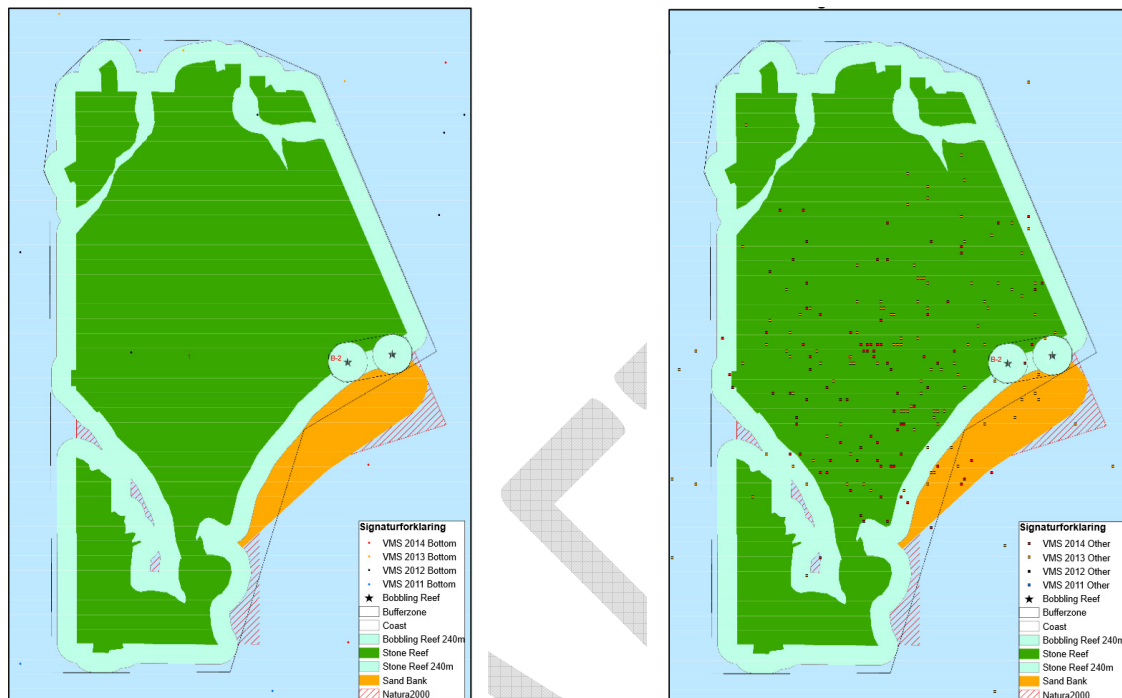 B-2
Signaturforklaring
VMS 2014 Bottom
VMS 2013 Bottom
VMS 2012 Bottom
VMS 2011 Bottom
Bobbling Reef
Bufferzone
Coast
Bobbling Reef 240m
Stone Reef
Stone Reef 240m
Sand Bank
Natura2000
B-2
Signaturforklaring
VMS 2014 Other
VMS 2013 Other
VMS 2012 Other
VMS 2011 Other
Bobbling Reef
Bufferzone
Coast
Bobbling Reef 240m
Stone Reef
Stone Reef 240m
Sand Bank
Natura2000